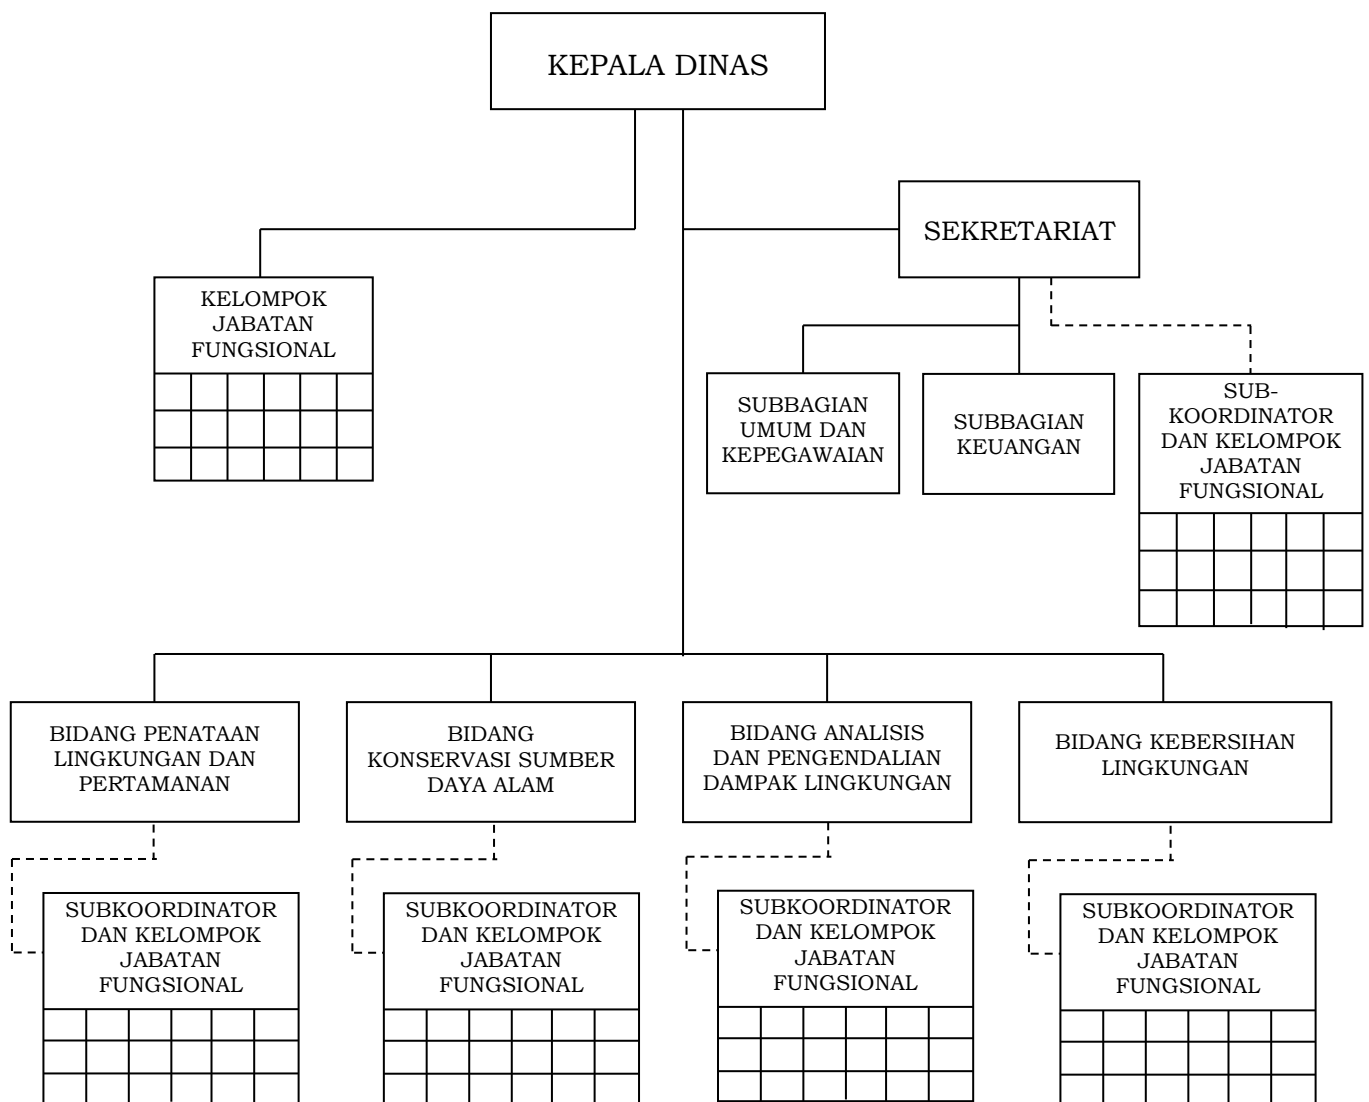 KEPALA DINAS
SEKRETARIAT
KELOMPOK
JABATAN
FUNGSIONAL
SUBBAGIAN
UMUM DAN
KEPEGAWAIAN
SUBBAGIAN
KEUANGAN
SUB-
KOORDINATOR
DAN KELOMPOK
JABATAN
FUNGSIONAL
BIDANG PENATAAN
LINGKUNGAN DAN
PERTAMANAN
BIDANG
KONSERVASI SUMBER
DAYA ALAM
BIDANG ANALISIS
DAN PENGENDALIAN
DAMPAK LINGKUNGAN
BIDANG KEBERSIHAN
LINGKUNGAN
SUBKOORDINATOR
DAN KELOMPOK
JABATAN
FUNGSIONAL
SUBKOORDINATOR
DAN KELOMPOK
JABATAN
FUNGSIONAL
SUBKOORDINATOR
DAN KELOMPOK
JABATAN
FUNGSIONAL
SUBKOORDINATOR
DAN KELOMPOK
JABATAN
FUNGSIONAL